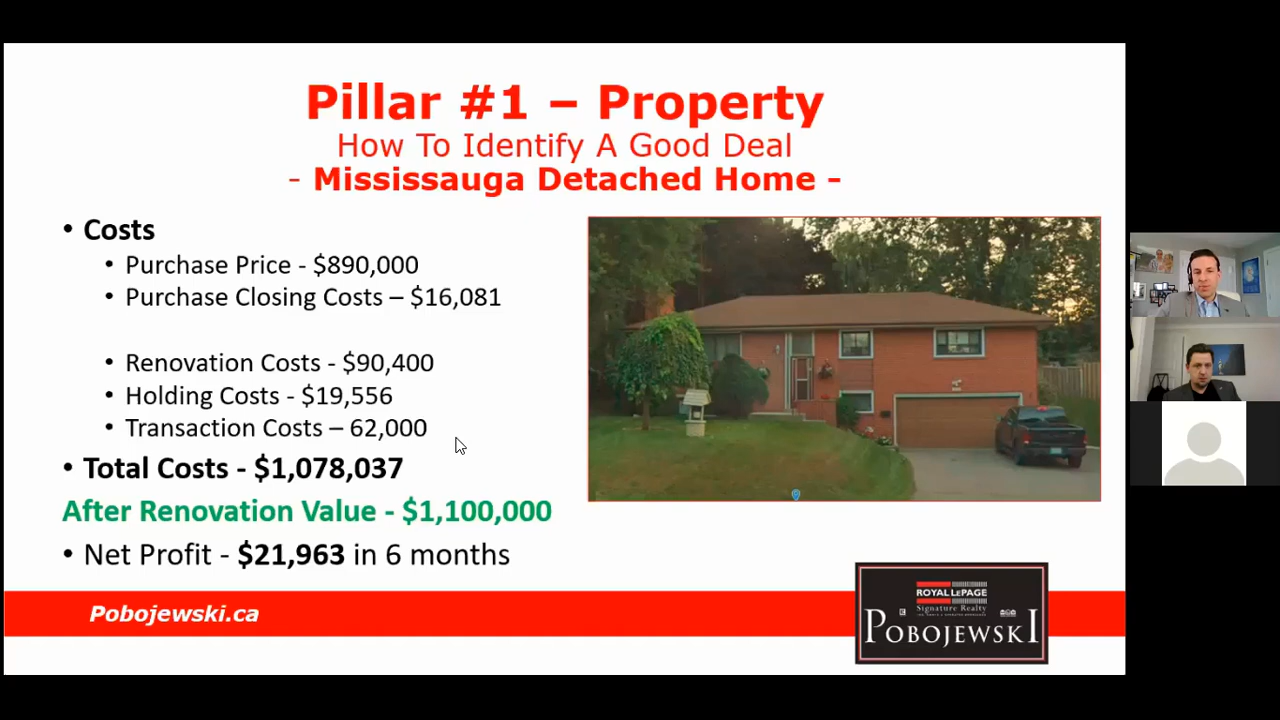 Pillar #1 – Property
How To Identify A Good Deal
- Mississauga Detached Home -
• Costs
• Purchase Price - $890,000
• Purchase Closing Costs – $16,081
• Renovation Costs - $90,400
• Holding Costs - $19,556
• Transaction Costs – 62,000
• Total Costs - $1,078,037
After Renovation Value - $1,100,000
• Net Profit - $21,963 in 6 months
Pobojewski.ca
ROYAL LEPAGE
Signature Realty
POBOJEWSKI